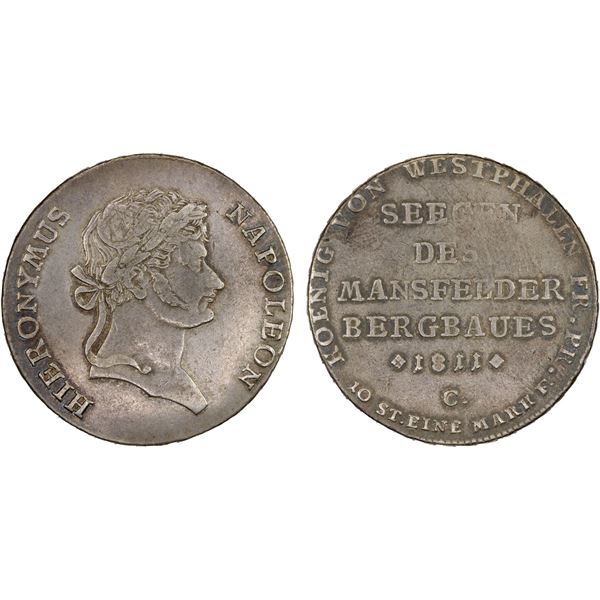 HIERONYMUS NAPOLEON
KOENIG VON WESTPHALEN FR. PR.
SEEGEN
DES
MANSFELDER
BERGBAUES
1811
C.
10 ST. EINE MARK F.